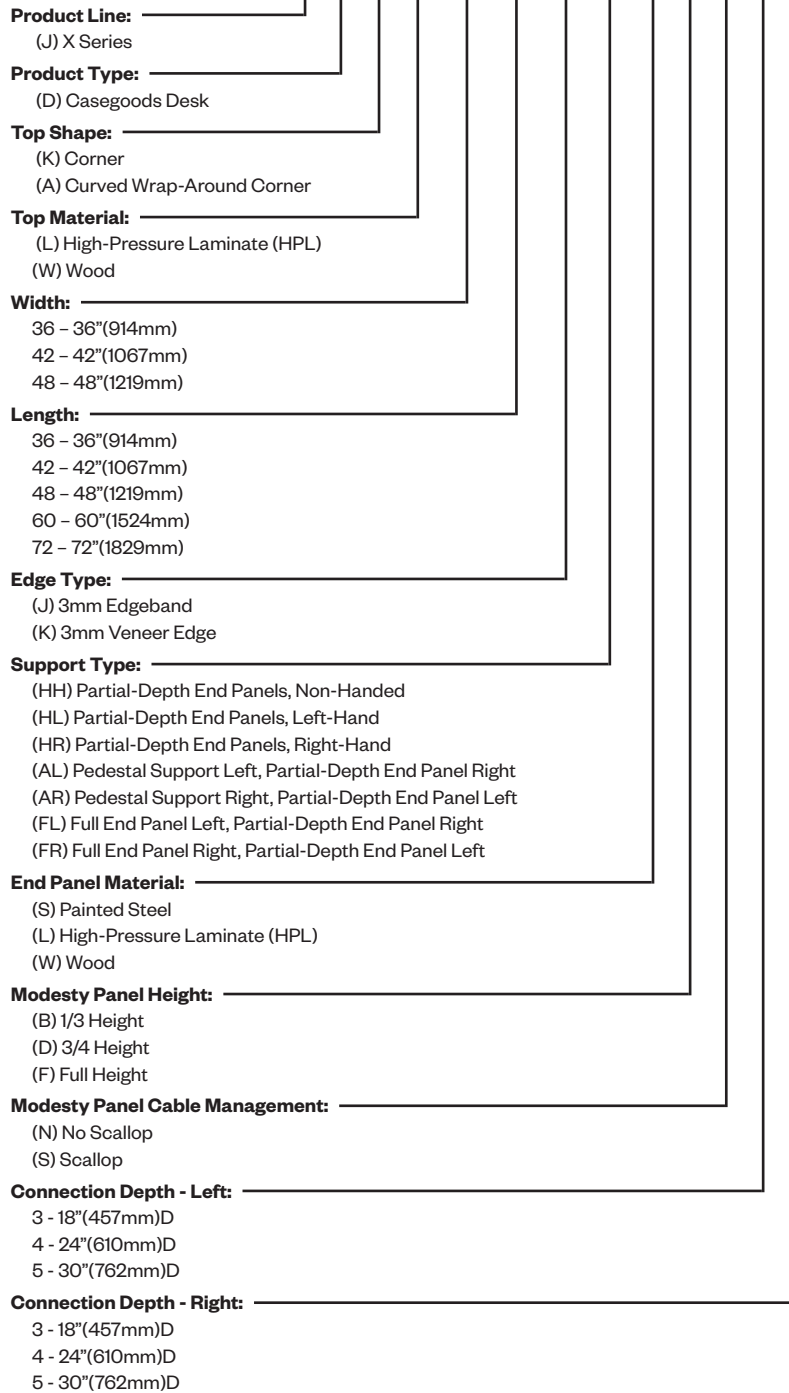 Product Line:
(J) X Series
Product Type:
(D) Casegoods Desk
Top Shape:
(K) Corner
(A) Curved Wrap-Around Corner
Top Material:
(L) High-Pressure Laminate (HPL)
(W) Wood
Width:
36 – 36”(914mm)
42 – 42”(1067mm)
48 – 48”(1219mm)
Length:
36 – 36”(914mm)
42 – 42”(1067mm)
48 – 48”(1219mm)
60 – 60”(1524mm)
72 – 72”(1829mm)
Edge Type:
(J) 3mm Edgeband
(K) 3mm Veneer Edge
Support Type:
(HH) Partial-Depth End Panels, Non-Handed
(HL) Partial-Depth End Panels, Left-Hand
(HR) Partial-Depth End Panels, Right-Hand
(AL) Pedestal Support Left, Partial-Depth End Panel Right
(AR) Pedestal Support Right, Partial-Depth End Panel Left
(FL) Full End Panel Left, Partial-Depth End Panel Right
(FR) Full End Panel Right, Partial-Depth End Panel Left
End Panel Material:
(S) Painted Steel
(L) High-Pressure Laminate (HPL)
(W) Wood
Modesty Panel Height:
(B) 1/3 Height
(D) 3/4 Height
(F) Full Height
Modesty Panel Cable Management:
(N) No Scallop
(S) Scallop
Connection Depth - Left:
3 - 18”(457mm)D
4 - 24”(610mm)D
5 - 30”(762mm)D
Connection Depth - Right:
3 - 18”(457mm)D
4 - 24”(610mm)D
5 - 30”(762mm)D